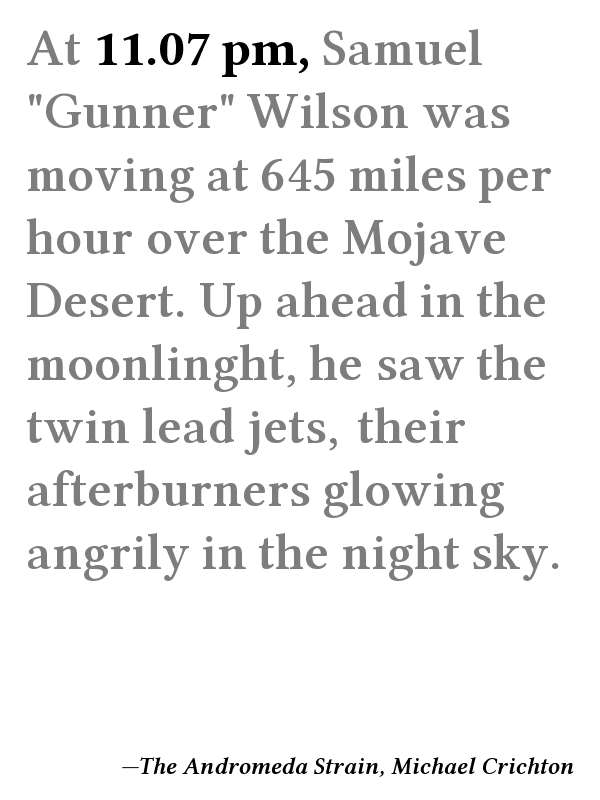 At 11.07 pm, Samuel
"Gunner" Wilson was
moving at 645 miles per
hour over the Mojave
Desert. Up ahead in the
moonlinght, he saw the
twin lead jets, their
afterburners glowing
angrily in the night sky.
—The Andromeda Strain, Michael Crichton